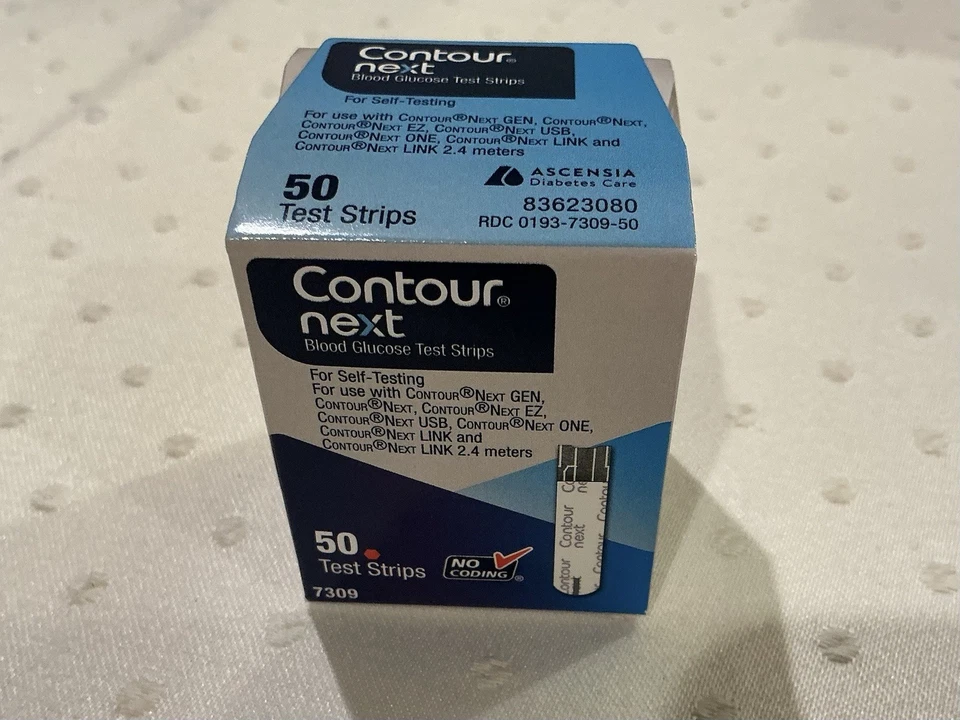 Contour®
next
Blood Glucose Test Strips
For Self-Testing
For use with CONTOUR®NEXT GEN, CONTOUR®NEXT,
CONTOUR®NEXT EZ, CONTOUR®NEXT USB,
CONTOUR®NEXT ONE, CONTOUR®NEXT LINK and
CONTOUR®NEXT LINK 2.4 meters
50
Test Strips
ASCENSIA
Diabetes Care
83623080
RDC 0193-7309-50
Contour®
next
Blood Glucose Test Strips
For Self-Testing
For use with CONTOUR®NEXT GEN,
CONTOUR®NEXT, CONTOUR®NEXT EZ,
CONTOUR®NEXT USB, CONTOUR®NEXT ONE,
CONTOUR®NEXT LINK and
CONTOUR®NEXT LINK 2.4 meters
50
Test Strips
NO
CODING®
7309
Contour
next